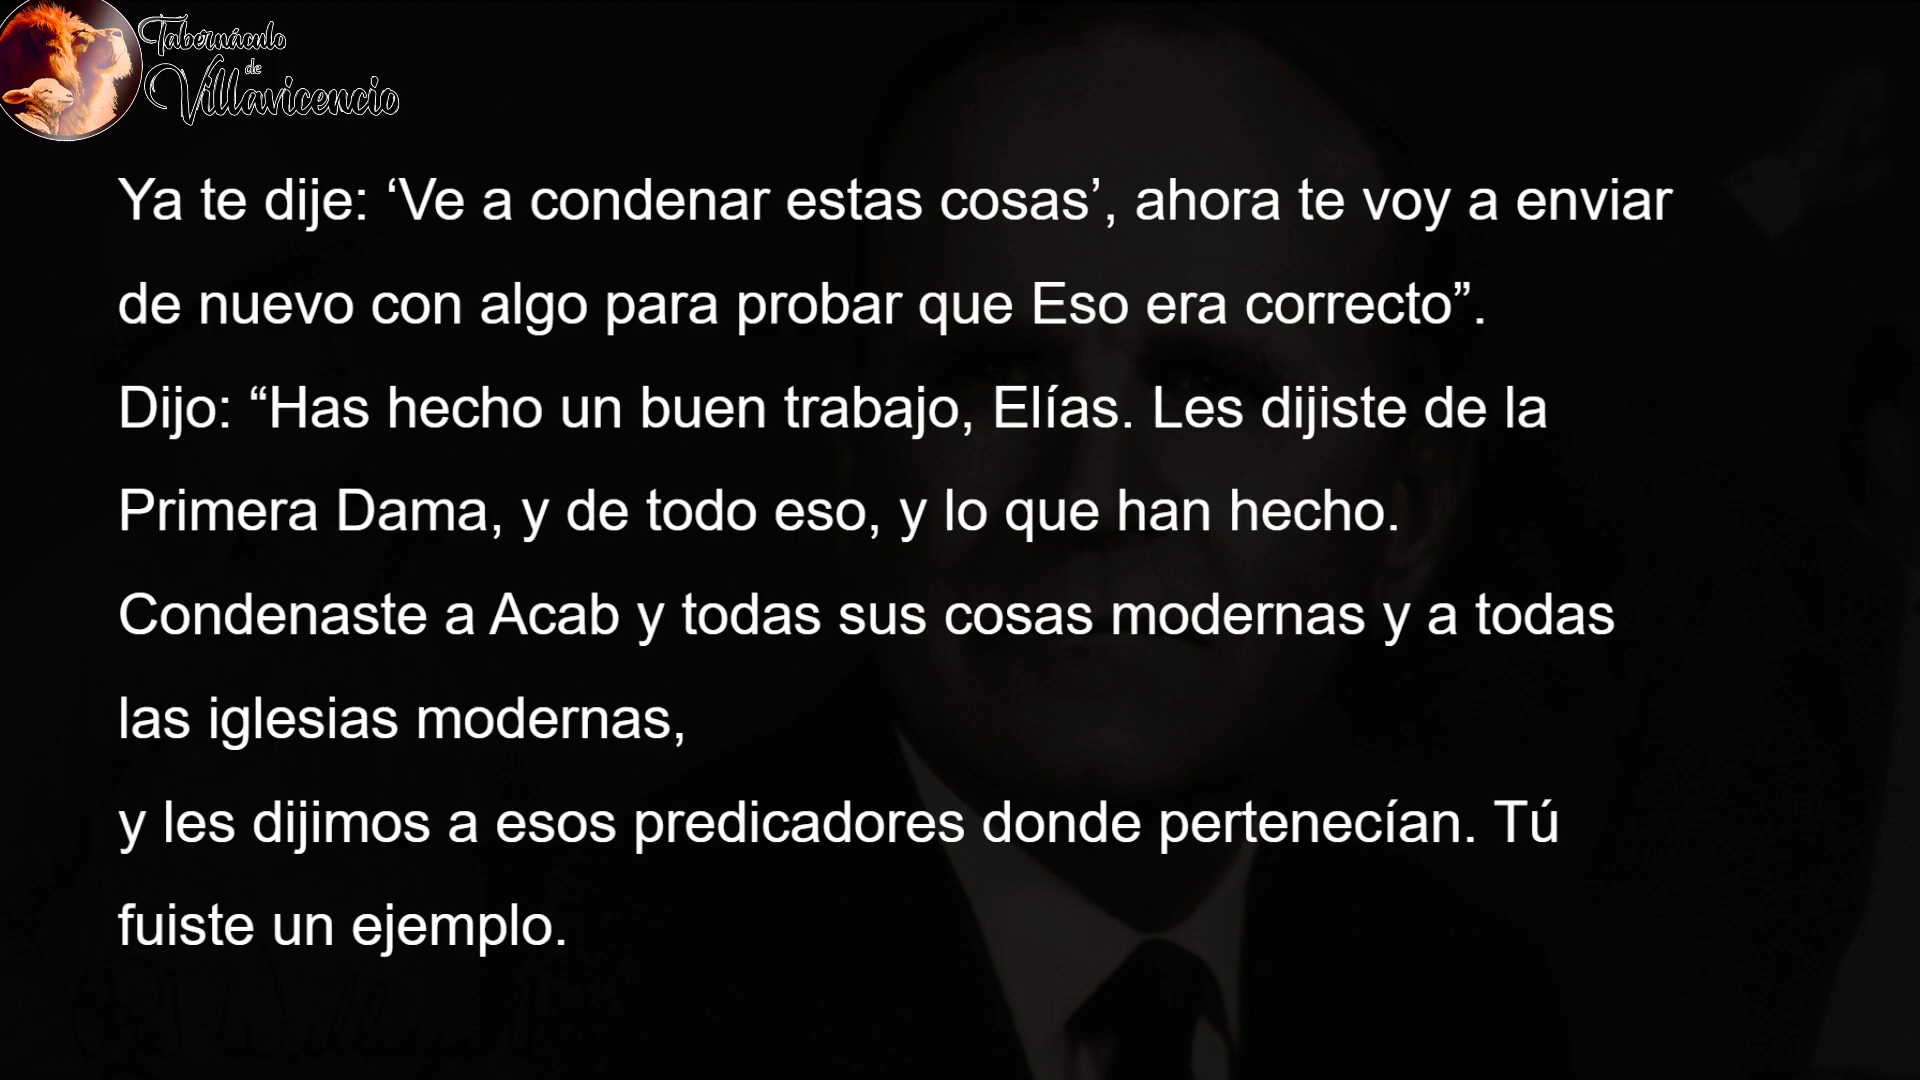 Tabernáculo
de
Villavicencio
Ya te dije: ‘Ve a condenar estas cosas’, ahora te voy a enviar
de nuevo con algo para probar que Eso era correcto”.
Dijo: “Has hecho un buen trabajo, Elías. Les dijiste de la
Primera Dama, y de todo eso, y lo que han hecho.
Condenaste a Acab y todas sus cosas modernas y a todas
las iglesias modernas,
y les dijimos a esos predicadores donde pertenecían. Tú
fuiste un ejemplo.